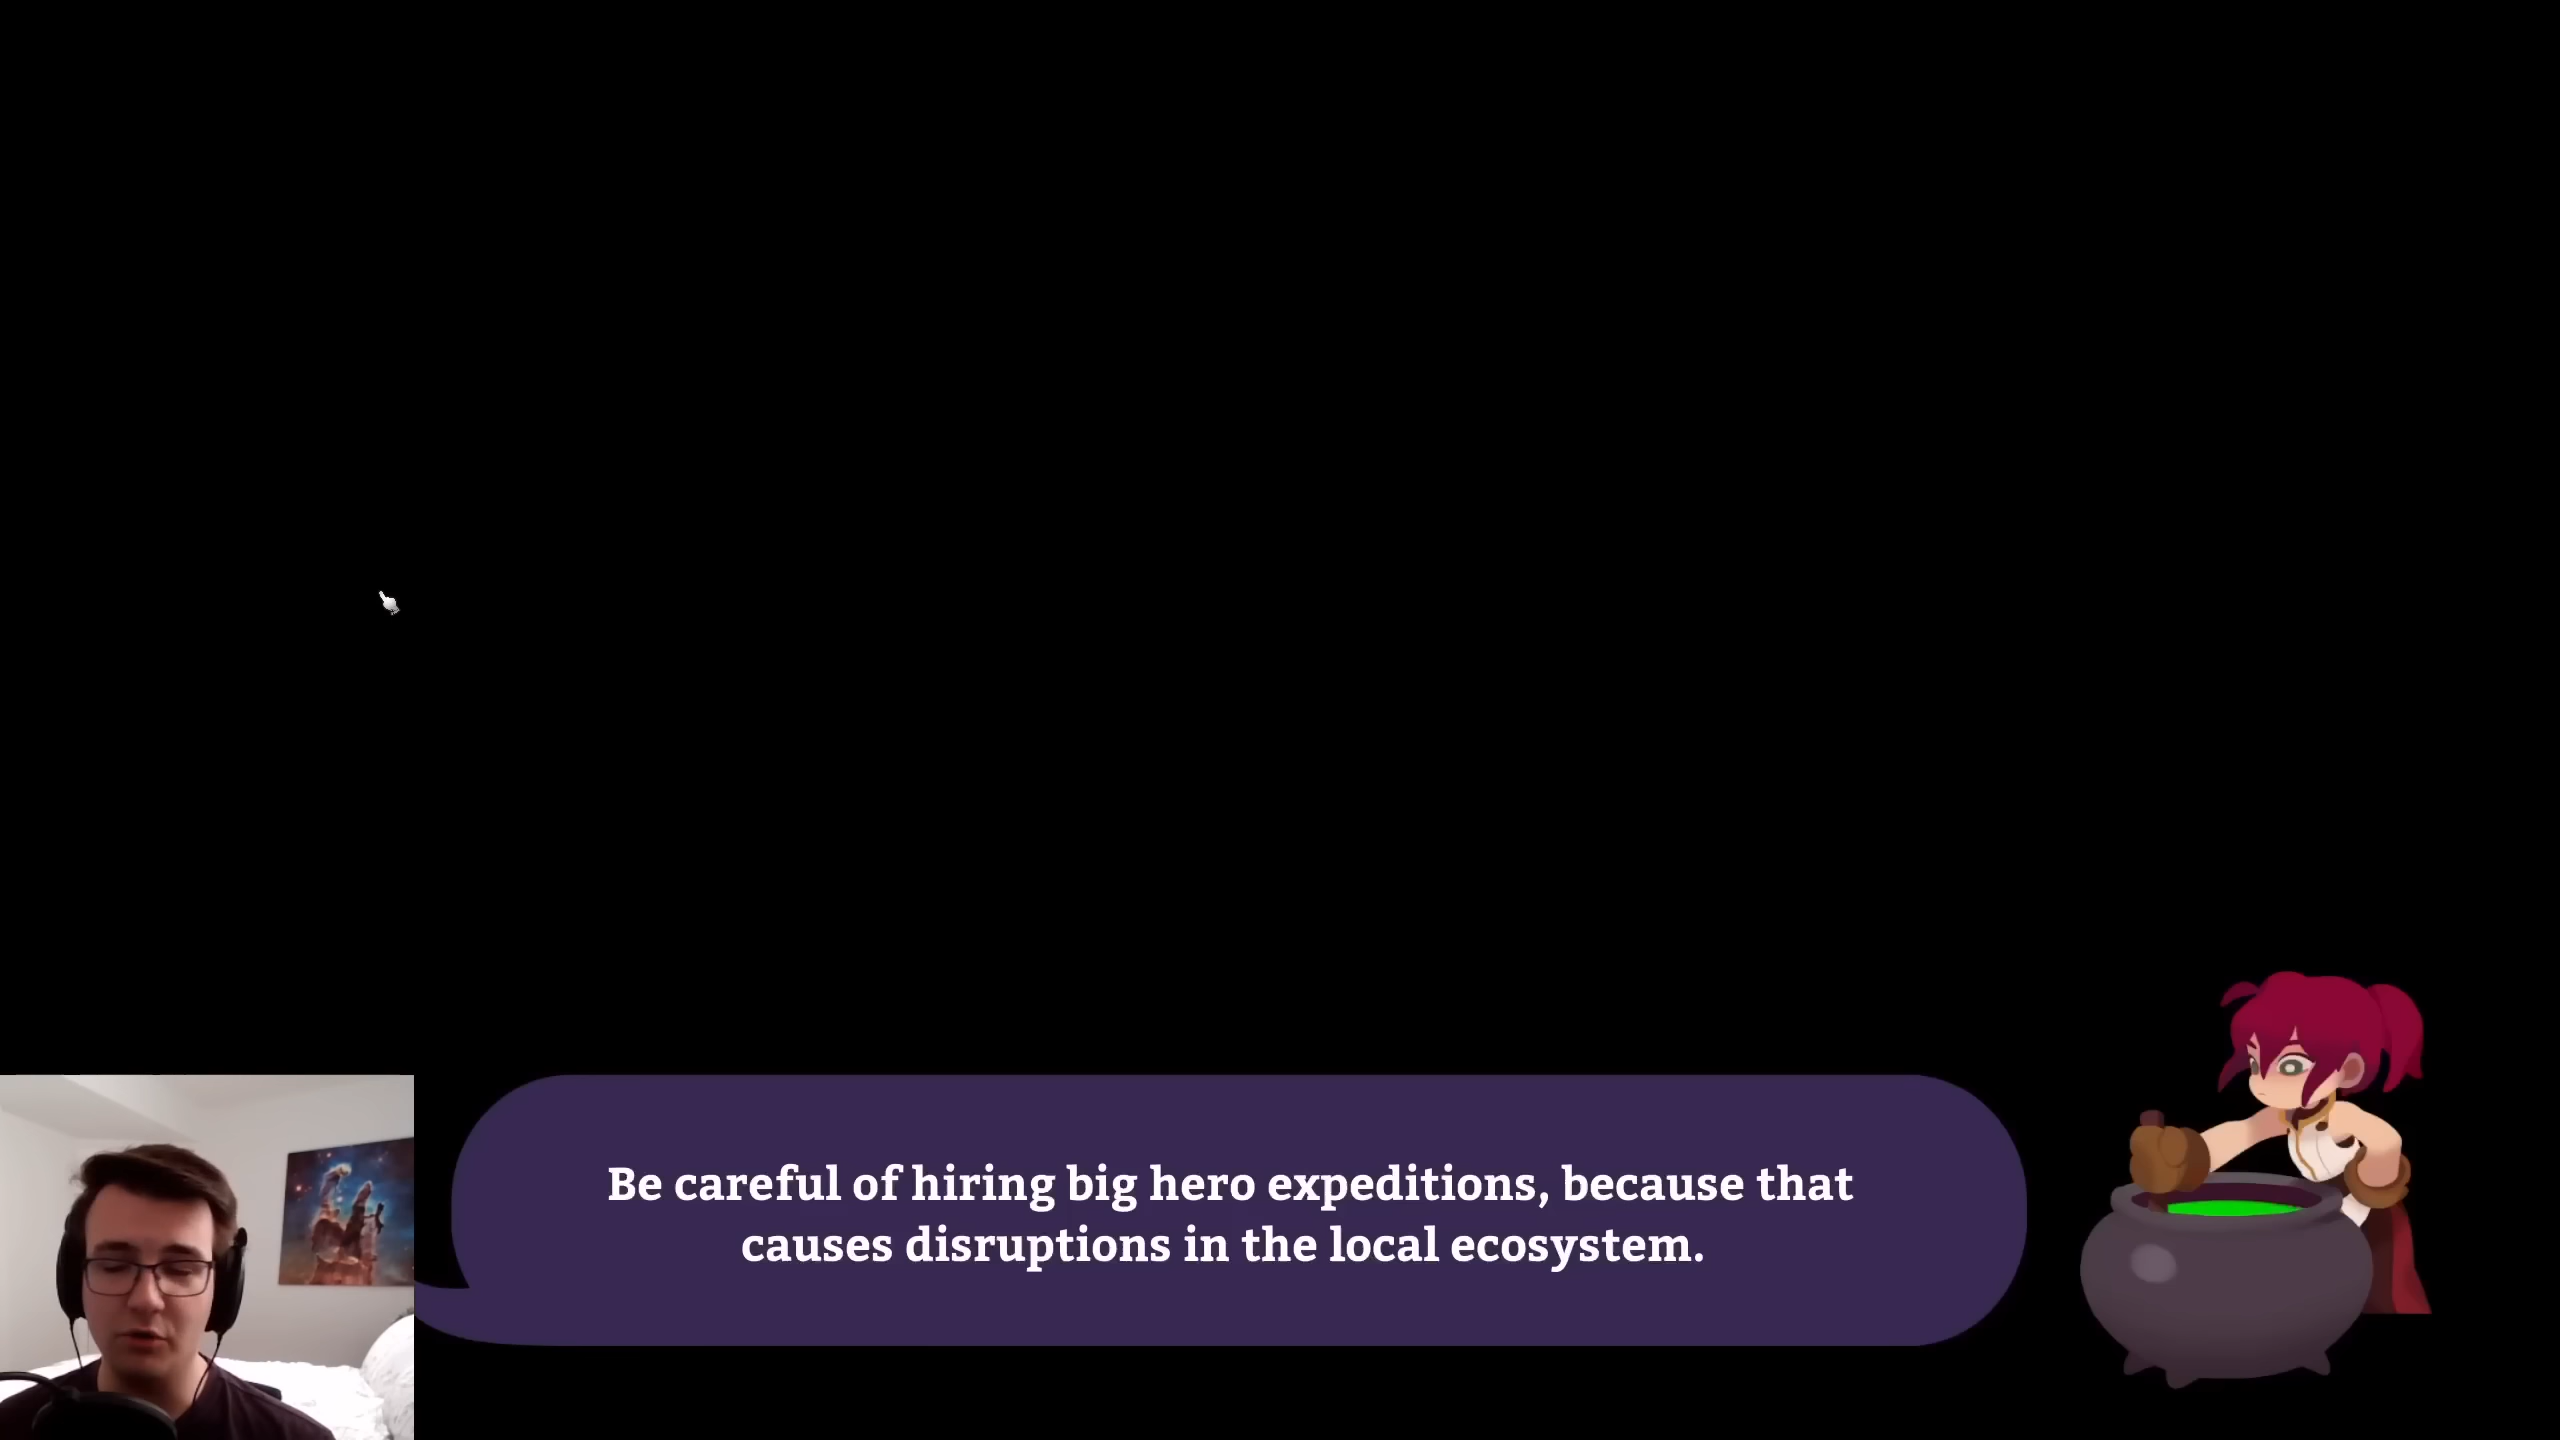 Be careful of hiring big hero expeditions, because that
causes disruptions in the local ecosystem.